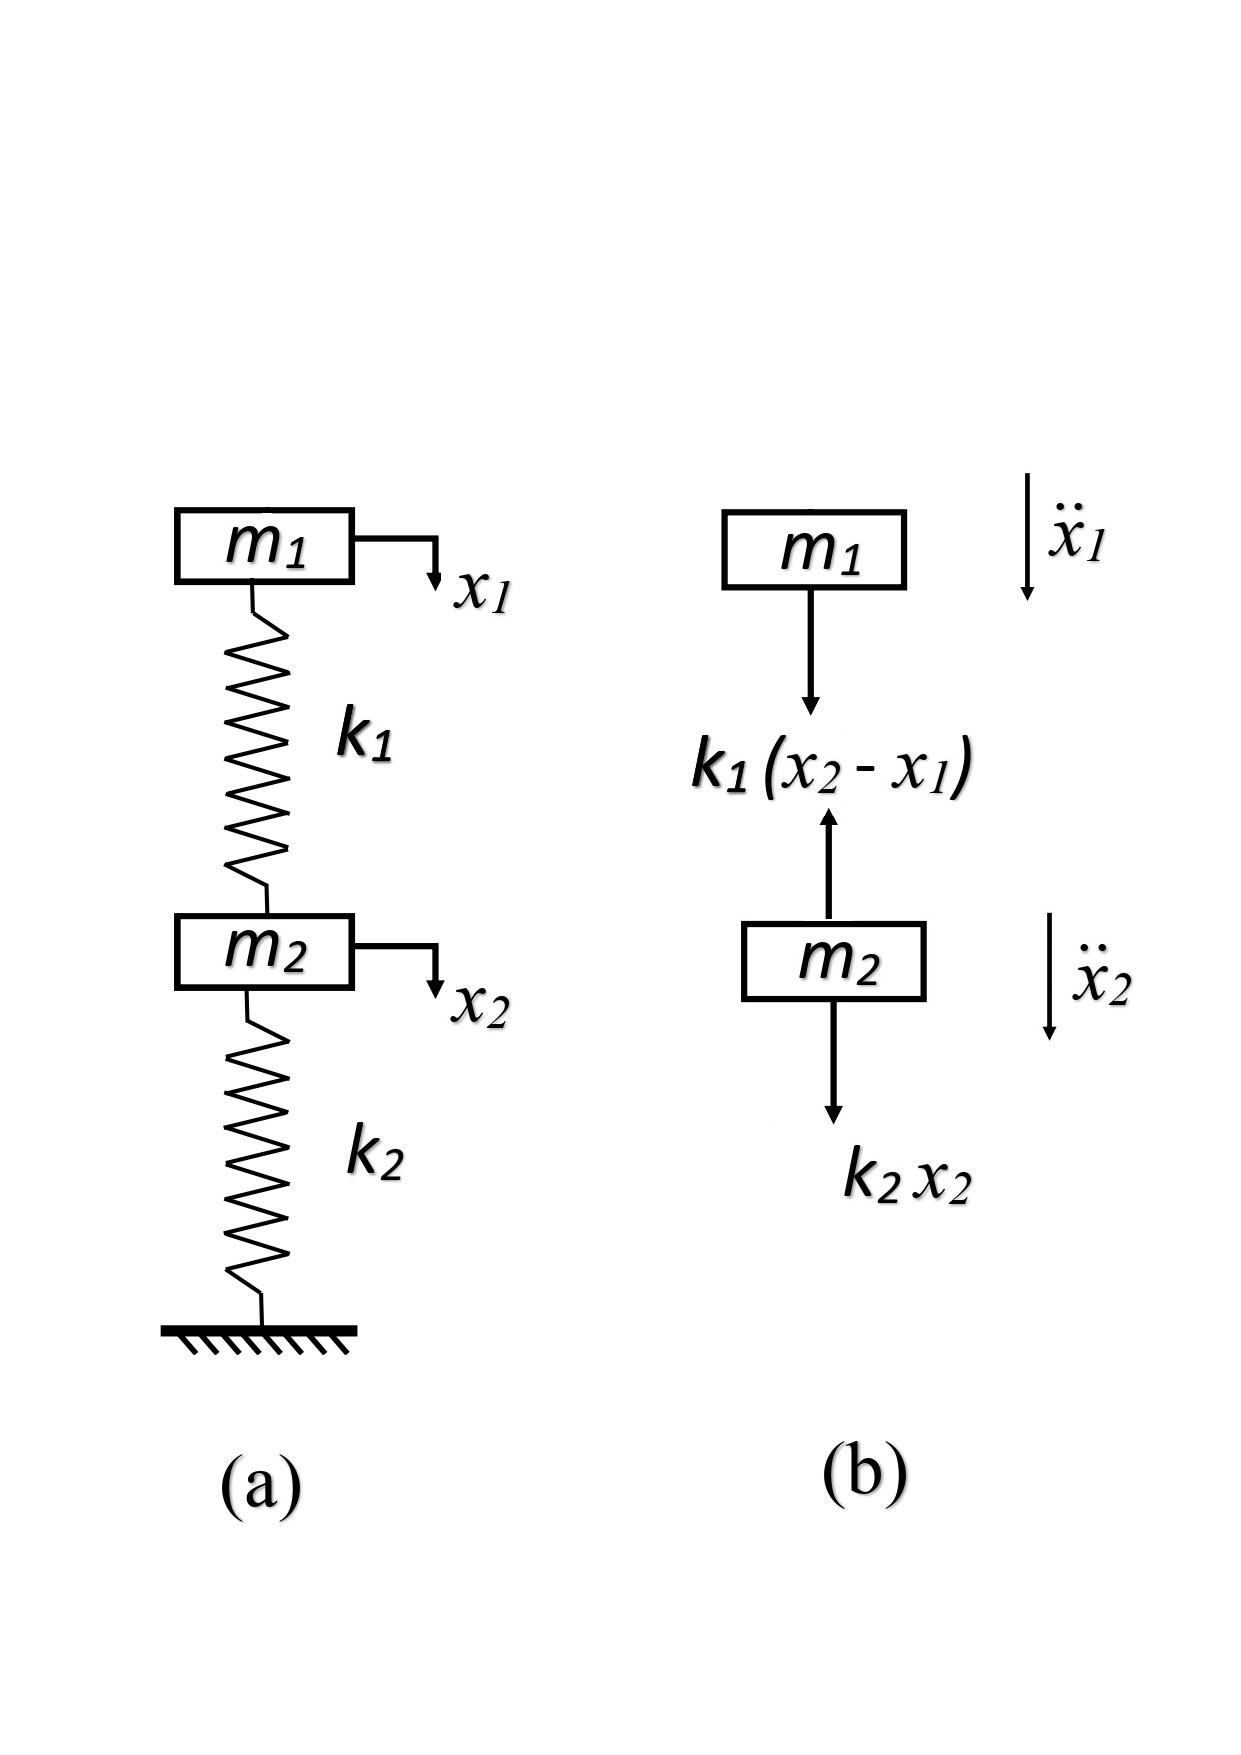 m₁
x₁
k₁
m₂
x₂
k₂
(a)
m₁
ẍ₁
k₁ (x₂ - x₁)
m₂
ẍ₂
k₂ x₂
(b)